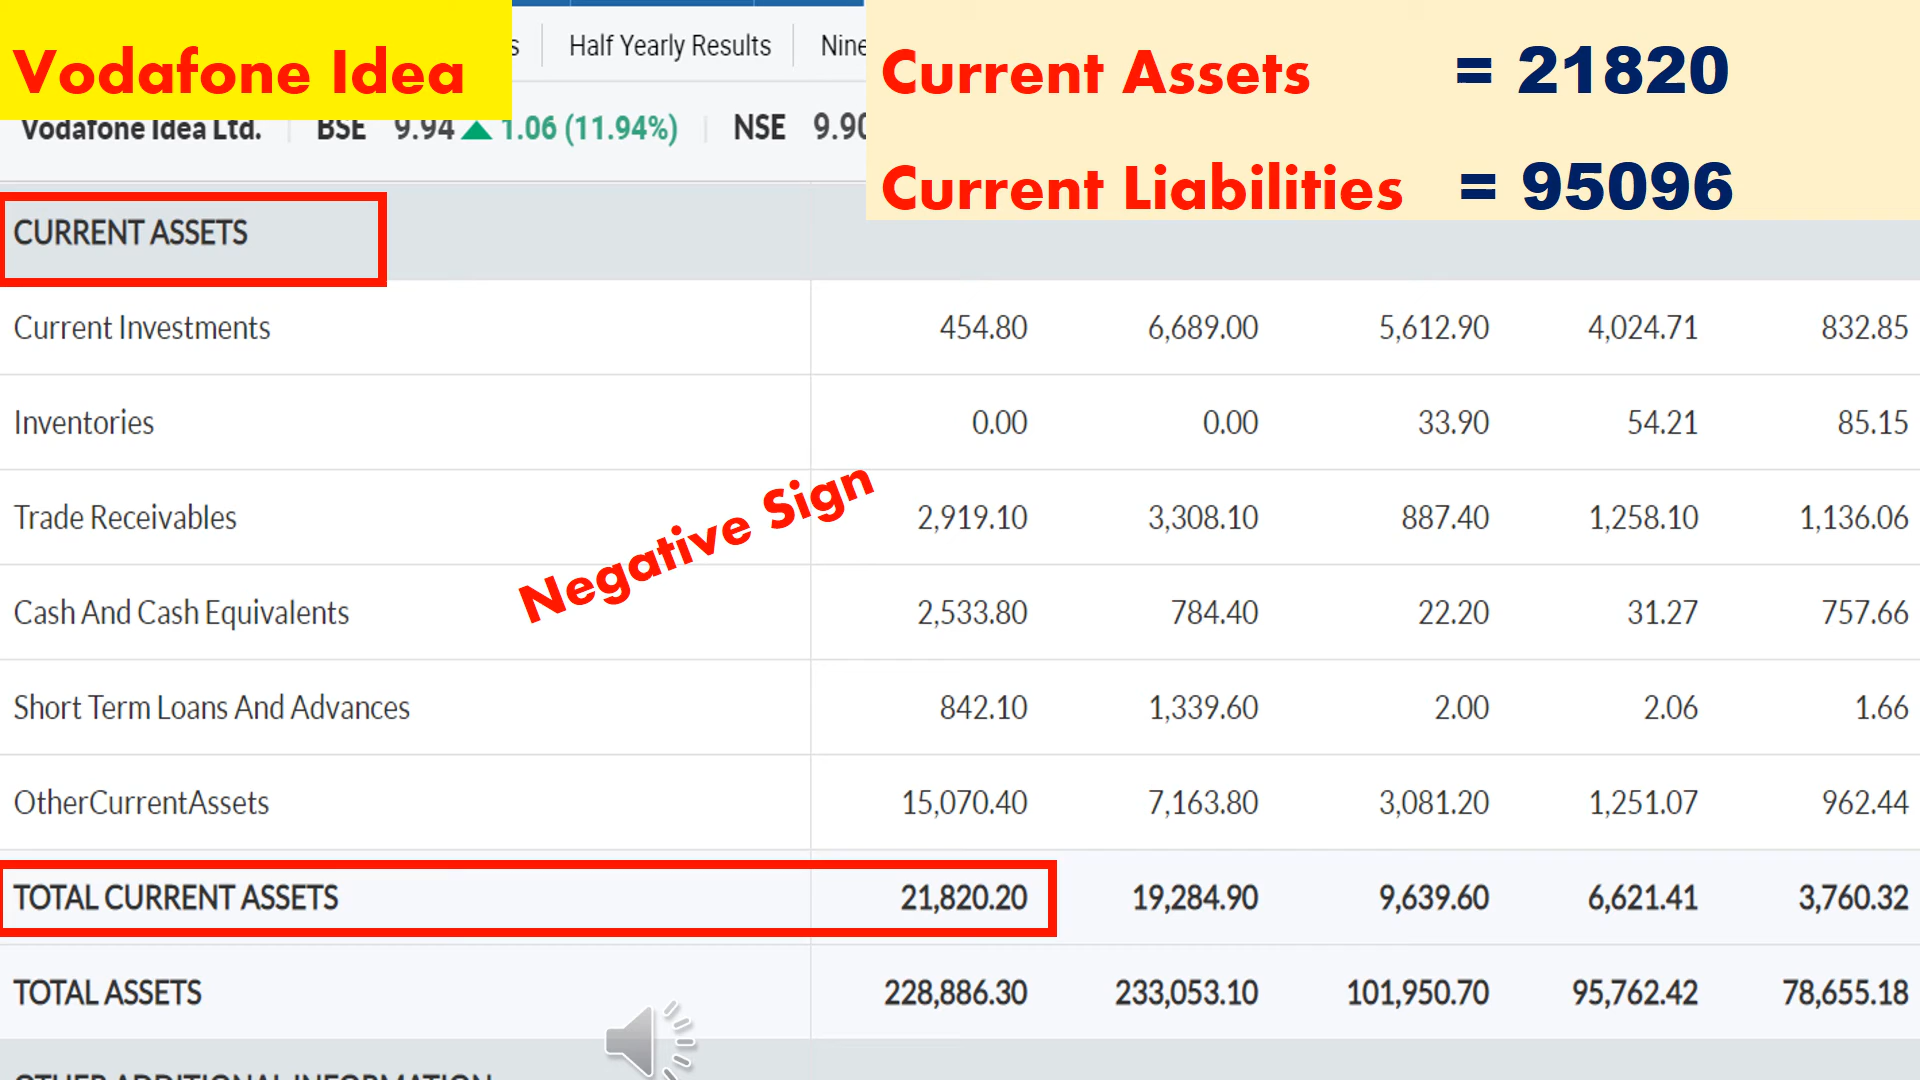 Vodafone Idea
s
Half Yearly Results
Nine
Current Assets = 21820
Vodafone Idea Ltd. BSE 9.94 1.06 (11.94%) NSE 9.90
Current Liabilities = 95096
CURRENT ASSETS
Current Investments 454.80 6,689.00 5,612.90 4,024.71 832.85
Inventories 0.00 0.00 33.90 54.21 85.15
Negative Sign
Trade Receivables 2,919.10 3,308.10 887.40 1,258.10 1,136.06
Cash And Cash Equivalents 2,533.80 784.40 22.20 31.27 757.66
Short Term Loans And Advances 842.10 1,339.60 2.00 2.06 1.66
OtherCurrentAssets 15,070.40 7,163.80 3,081.20 1,251.07 962.44
TOTAL CURRENT ASSETS 21,820.20 19,284.90 9,639.60 6,621.41 3,760.32
TOTAL ASSETS 228,886.30 233,053.10 101,950.70 95,762.42 78,655.18
OTHER ADDITIONAL INFORMATION